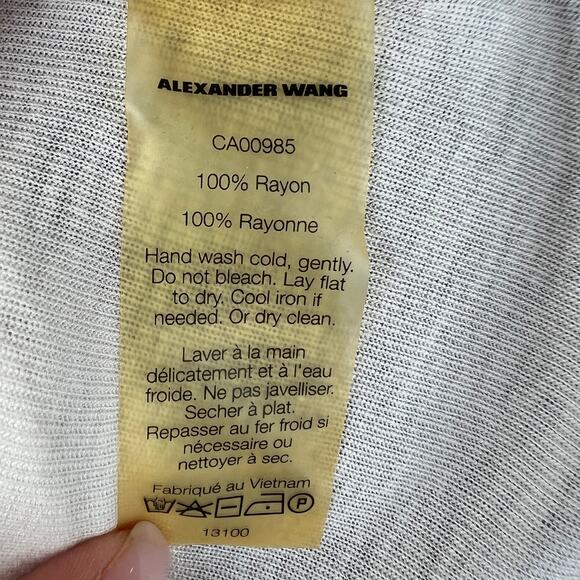 ALEXANDER WANG
CA00985
100% Rayon
100% Rayonne
Hand wash cold, gently.
Do not bleach. Lay flat
to dry. Cool iron if
needed. Or dry clean.
Laver à la main
délicatement et à l'eau
froide. Ne pas javelliser.
Secher à plat.
Repasser au fer froid si
nécessaire ou
nettoyer à sec.
Fabriqué au Vietnam
P
13100